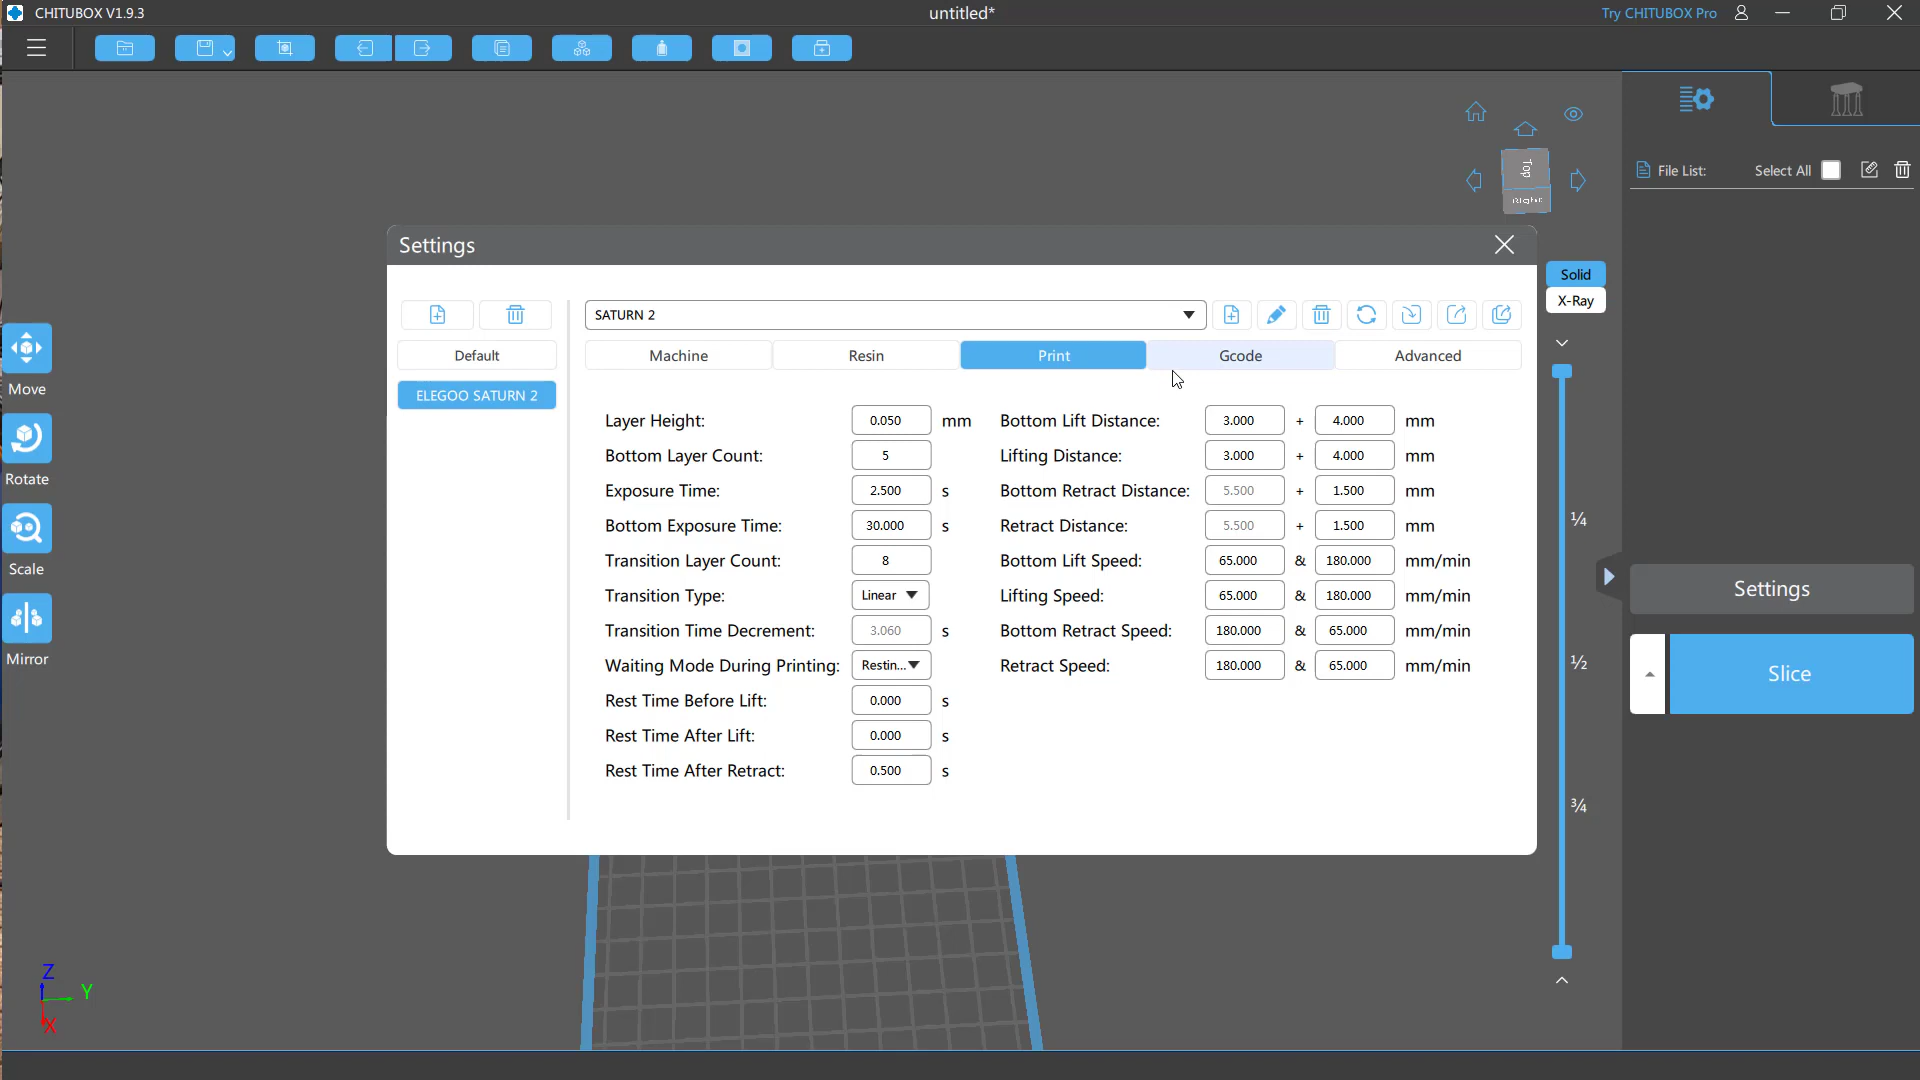 CHITUBOX V1.9.3
untitled*
Try CHITUBOX Pro
File List:
Select All
Top
Right
Solid
X-Ray
Move
Rotate
Scale
Mirror
Settings
Default
ELEGOO SATURN 2
SATURN 2
Machine
Resin
Print
Gcode
Advanced
Layer Height: 0.050 mm
Bottom Layer Count: 5
Exposure Time: 2.500 s
Bottom Exposure Time: 30.000 s
Transition Layer Count: 8
Transition Type: Linear
Transition Time Decrement: 3.060 s
Waiting Mode During Printing: Restin...
Rest Time Before Lift: 0.000 s
Rest Time After Lift: 0.000 s
Rest Time After Retract: 0.500 s
Bottom Lift Distance: 3.000 + 4.000 mm
Lifting Distance: 3.000 + 4.000 mm
Bottom Retract Distance: 5.500 + 1.500 mm
Retract Distance: 5.500 + 1.500 mm
Bottom Lift Speed: 65.000 & 180.000 mm/min
Lifting Speed: 65.000 & 180.000 mm/min
Bottom Retract Speed: 180.000 & 65.000 mm/min
Retract Speed: 180.000 & 65.000 mm/min
¼
½
¾
Settings
Slice
Z
Y
X